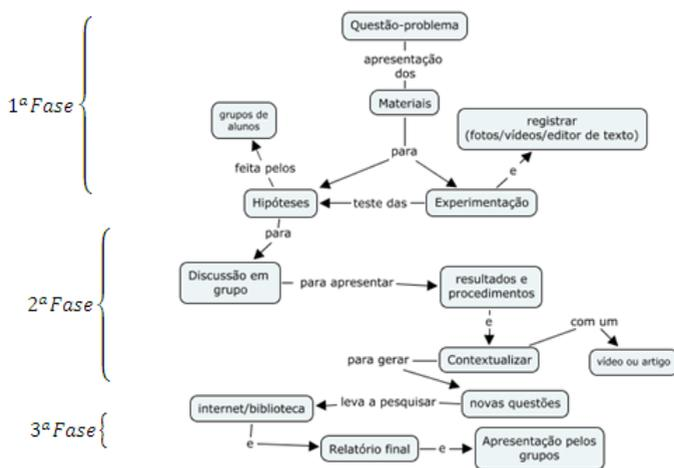 Questão-problema
apresentação
dos
1ª Fase
Materiais
grupos de
alunos
registrar
(fotos/vídeos/editor de texto)
para
e
feita pelos
Hipóteses
teste das
Experimentação
para
Discussão em
grupo
para apresentar
resultados e
procedimentos
2ª Fase
e
com um
para gerar
Contextualizar
vídeo ou artigo
internet/biblioteca
leva a pesquisar
novas questões
3ª Fase
e
Relatório final
e
Apresentação pelos
grupos